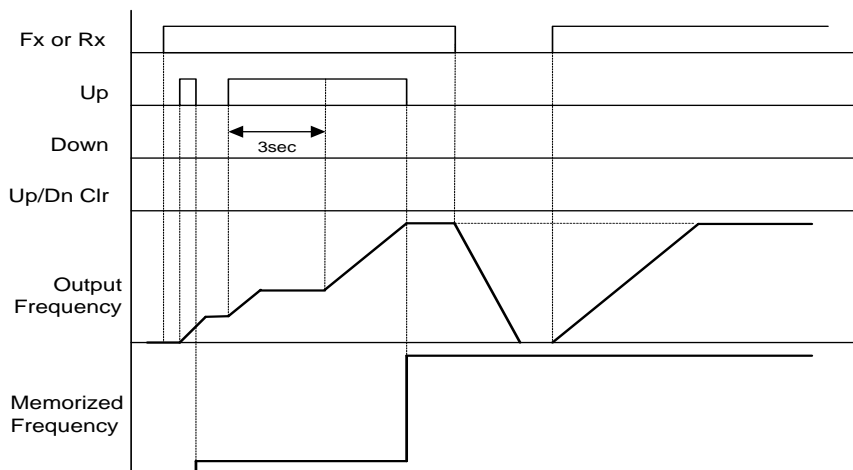 Fx or Rx
Up
Down
3sec
Up/Dn Clr
Output
Frequency
Memorized
Frequency